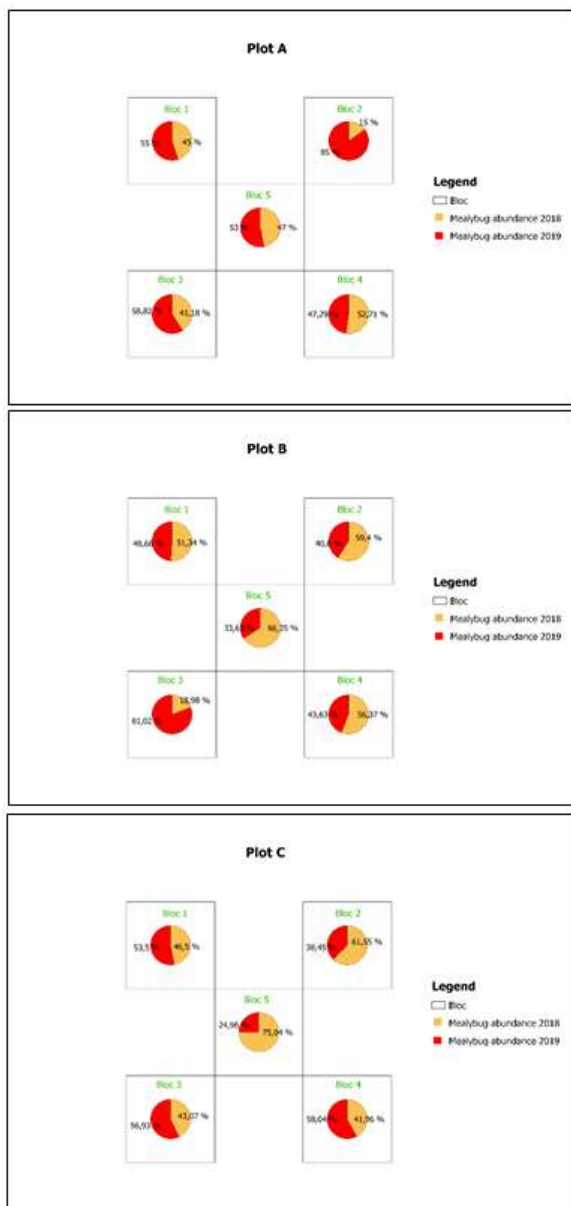 Plot A
Bloc 1
Bloc 2
55 %
45 %
15 %
85 %
Bloc 5
53 %
47 %
Bloc 3
Bloc 4
58,82 %
41,18 %
47,29 %
52,71 %
Legend
Bloc
Mealybug abundance 2018
Mealybug abundance 2019
Plot B
Bloc 1
Bloc 2
48,66 %
51,34 %
59,4 %
Bloc 5
66,35 %
Bloc 3
Bloc 4
18,98 %
81,02 %
43,63 %
56,37 %
Legend
Bloc
Mealybug abundance 2018
Mealybug abundance 2019
Plot C
Bloc 1
Bloc 2
53,5 %
46,5 %
38,45 %
61,55 %
Bloc 5
24,96 %
75,04 %
Bloc 3
Bloc 4
56,93 %
43,07 %
58,04 %
41,96 %
Legend
Bloc
Mealybug abundance 2018
Mealybug abundance 2019